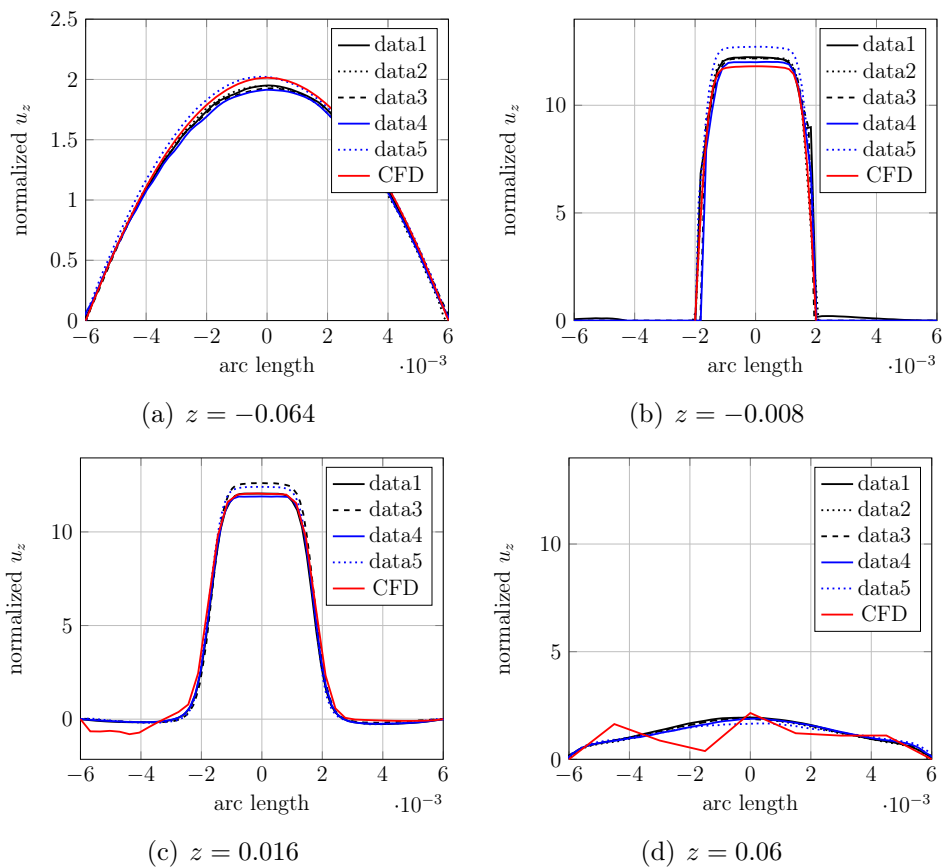 2.5
2
1.5
1
0.5
0
normalized u_z
data1
data2
data3
data4
data5
CFD
−6 −4 −2 0 2 4 6
·10⁻³
arc length
(a) z = −0.064
10
5
0
normalized u_z
data1
data2
data3
data4
data5
CFD
−6 −4 −2 0 2 4 6
·10⁻³
arc length
(b) z = −0.008
10
5
0
normalized u_z
data1
data3
data4
data5
CFD
−6 −4 −2 0 2 4 6
·10⁻³
arc length
(c) z = 0.016
10
5
0
normalized u_z
data1
data2
data3
data4
data5
CFD
−6 −4 −2 0 2 4 6
·10⁻³
arc length
(d) z = 0.06